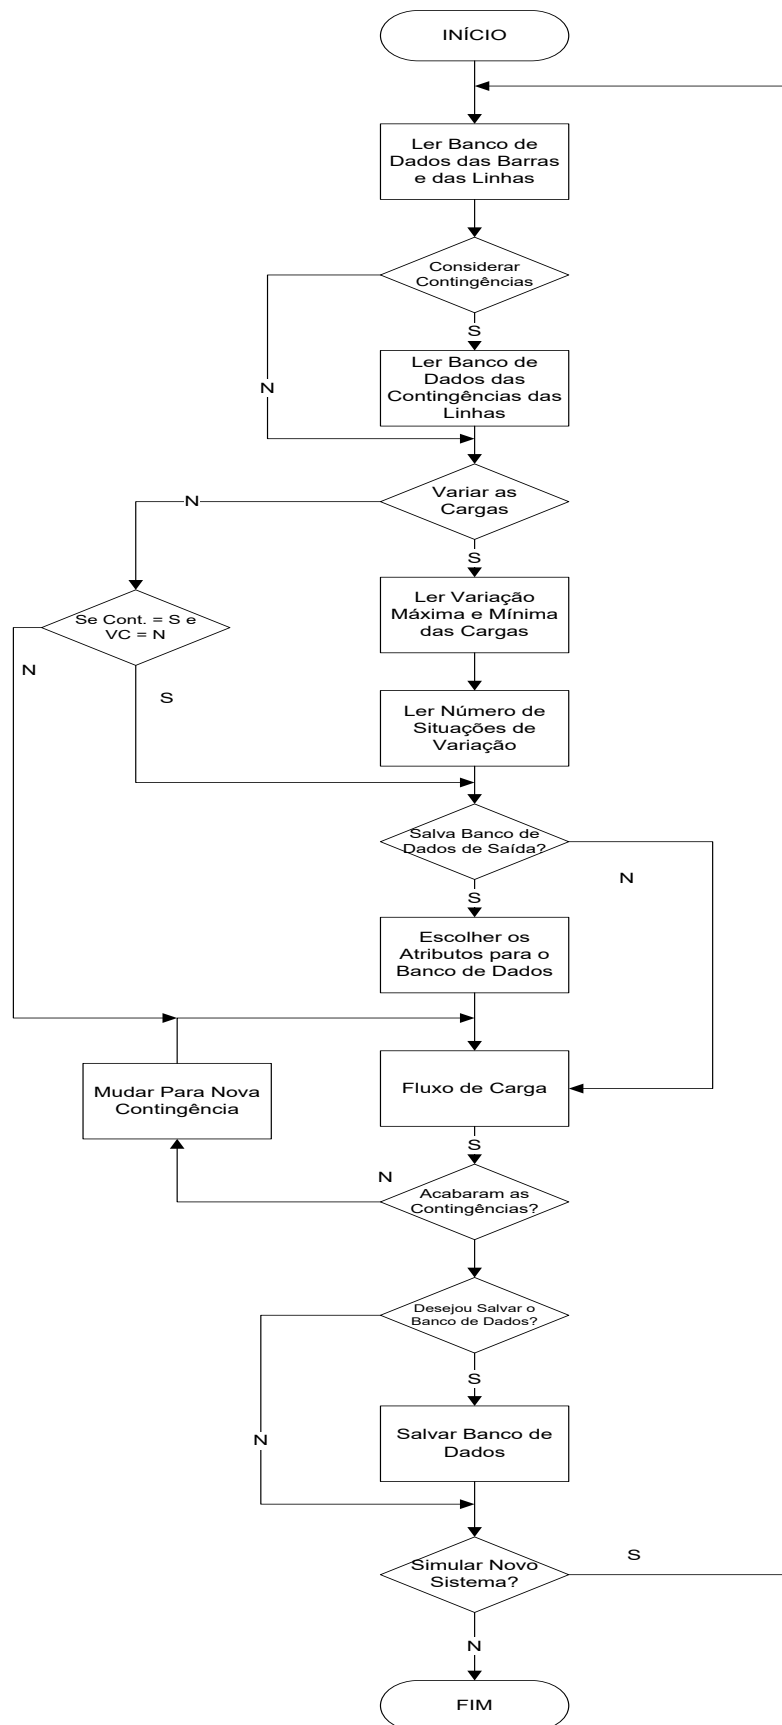 INÍCIO
Ler Banco de
Dados das Barras
e das Linhas
Considerar
Contingências
S
N
Ler Banco de
Dados das
Contingências das
Linhas
Variar as
Cargas
N
S
Ler Variação
Máxima e Mínima
das Cargas
Se Cont. = S e
VC = N
N
S
Ler Número de
Situações de
Variação
Salva Banco de
Dados de Saída?
N
S
Escolher os
Atributos para o
Banco de Dados
Mudar Para Nova
Contingência
Fluxo de Carga
S
N
Acabaram as
Contingências?
Desejou Salvar o
Banco de Dados?
S
N
Salvar Banco de
Dados
Simular Novo
Sistema?
S
N
FIM